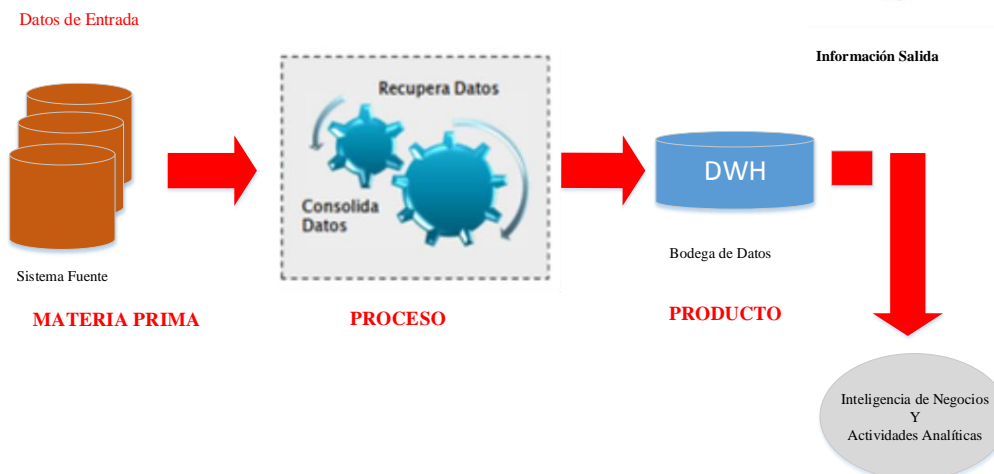 Datos de Entrada
Información Salida
Recupera Datos
Consolida
Datos
DWH
Sistema Fuente
Bodega de Datos
MATERIA PRIMA
PROCESO
PRODUCTO
Inteligencia de Negocios
Y
Actividades Analíticas